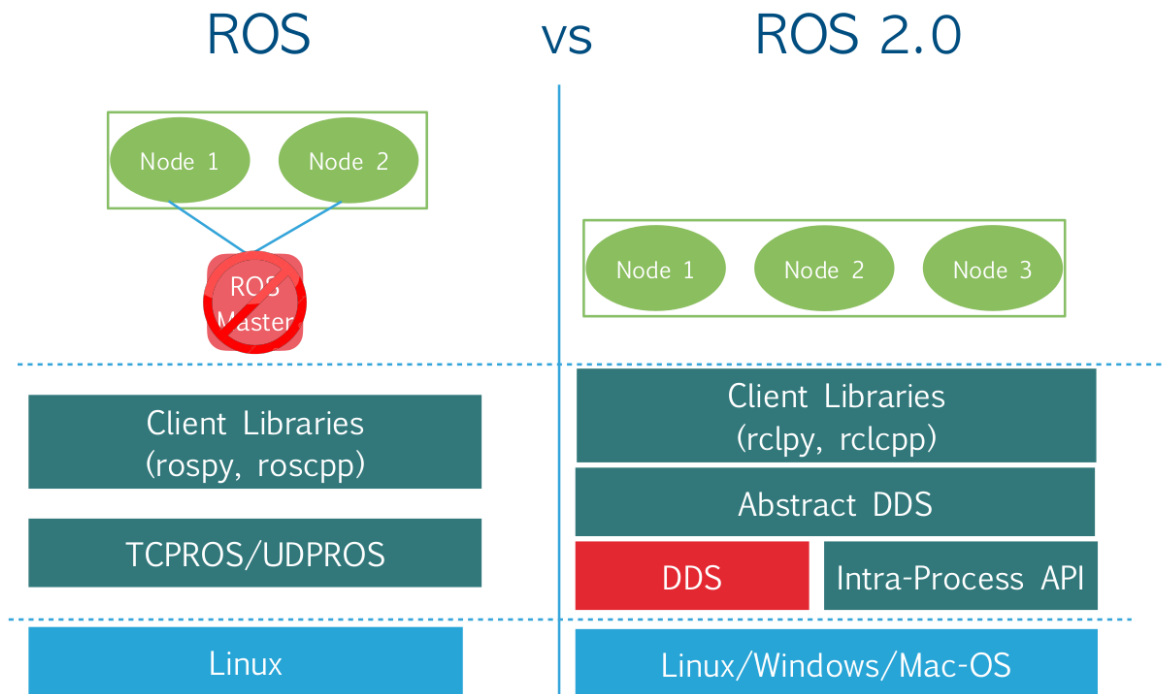 ROS vs ROS 2.0
Node 1 Node 2
ROS
Master
Client Libraries
(rospy, roscpp)
TCPROS/UDPROS
Linux
Node 1 Node 2 Node 3
Client Libraries
(rclpy, rclcpp)
Abstract DDS
DDS Intra-Process API
Linux/Windows/Mac-OS